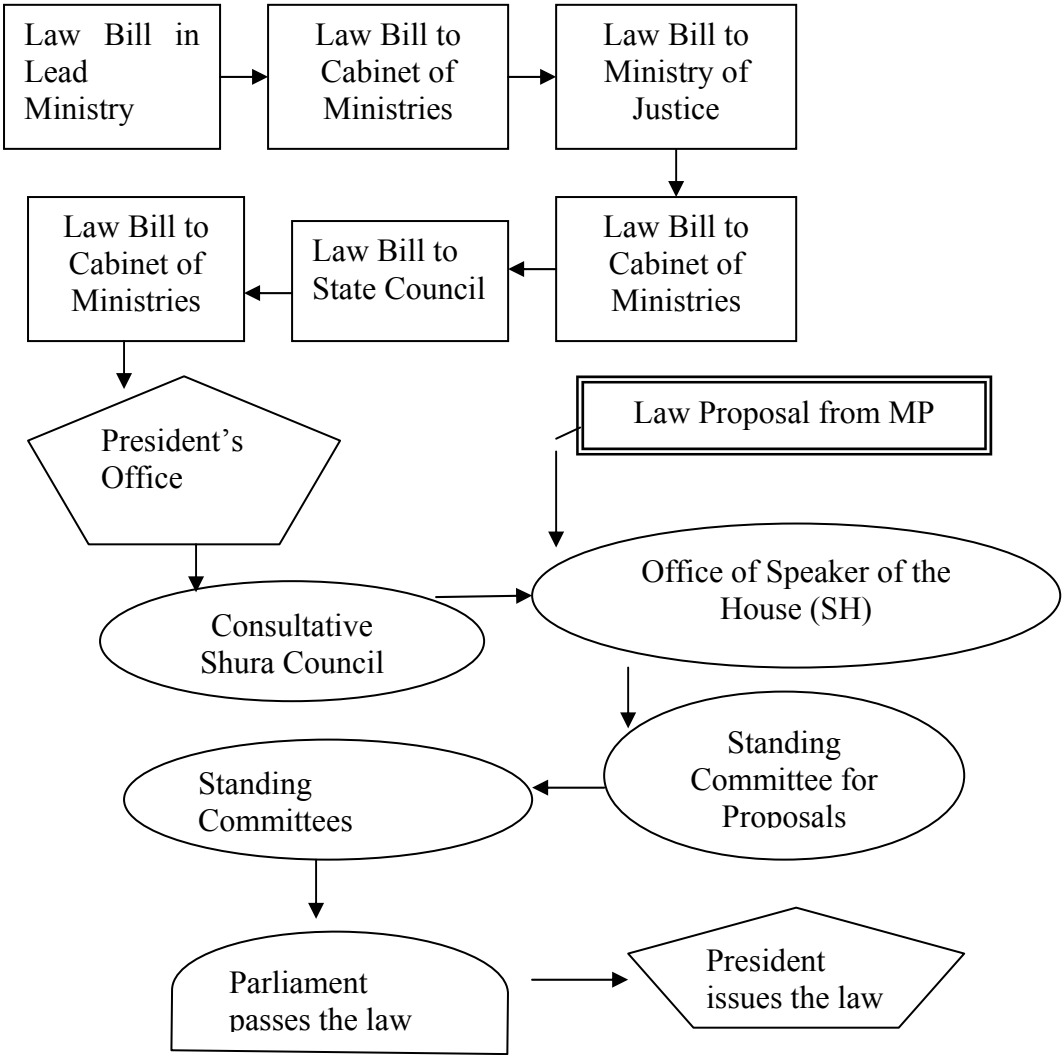 Law Bill in
Lead
Ministry
Law Bill to
Cabinet of
Ministries
Law Bill to
Ministry of
Justice
Law Bill to
Cabinet of
Ministries
Law Bill to
State Council
Law Bill to
Cabinet of
Ministries
President’s
Office
Law Proposal from MP
Consultative
Shura Council
Office of Speaker of the
House (SH)
Standing
Committee for
Proposals
Standing
Committees
Parliament
passes the law
President
issues the law